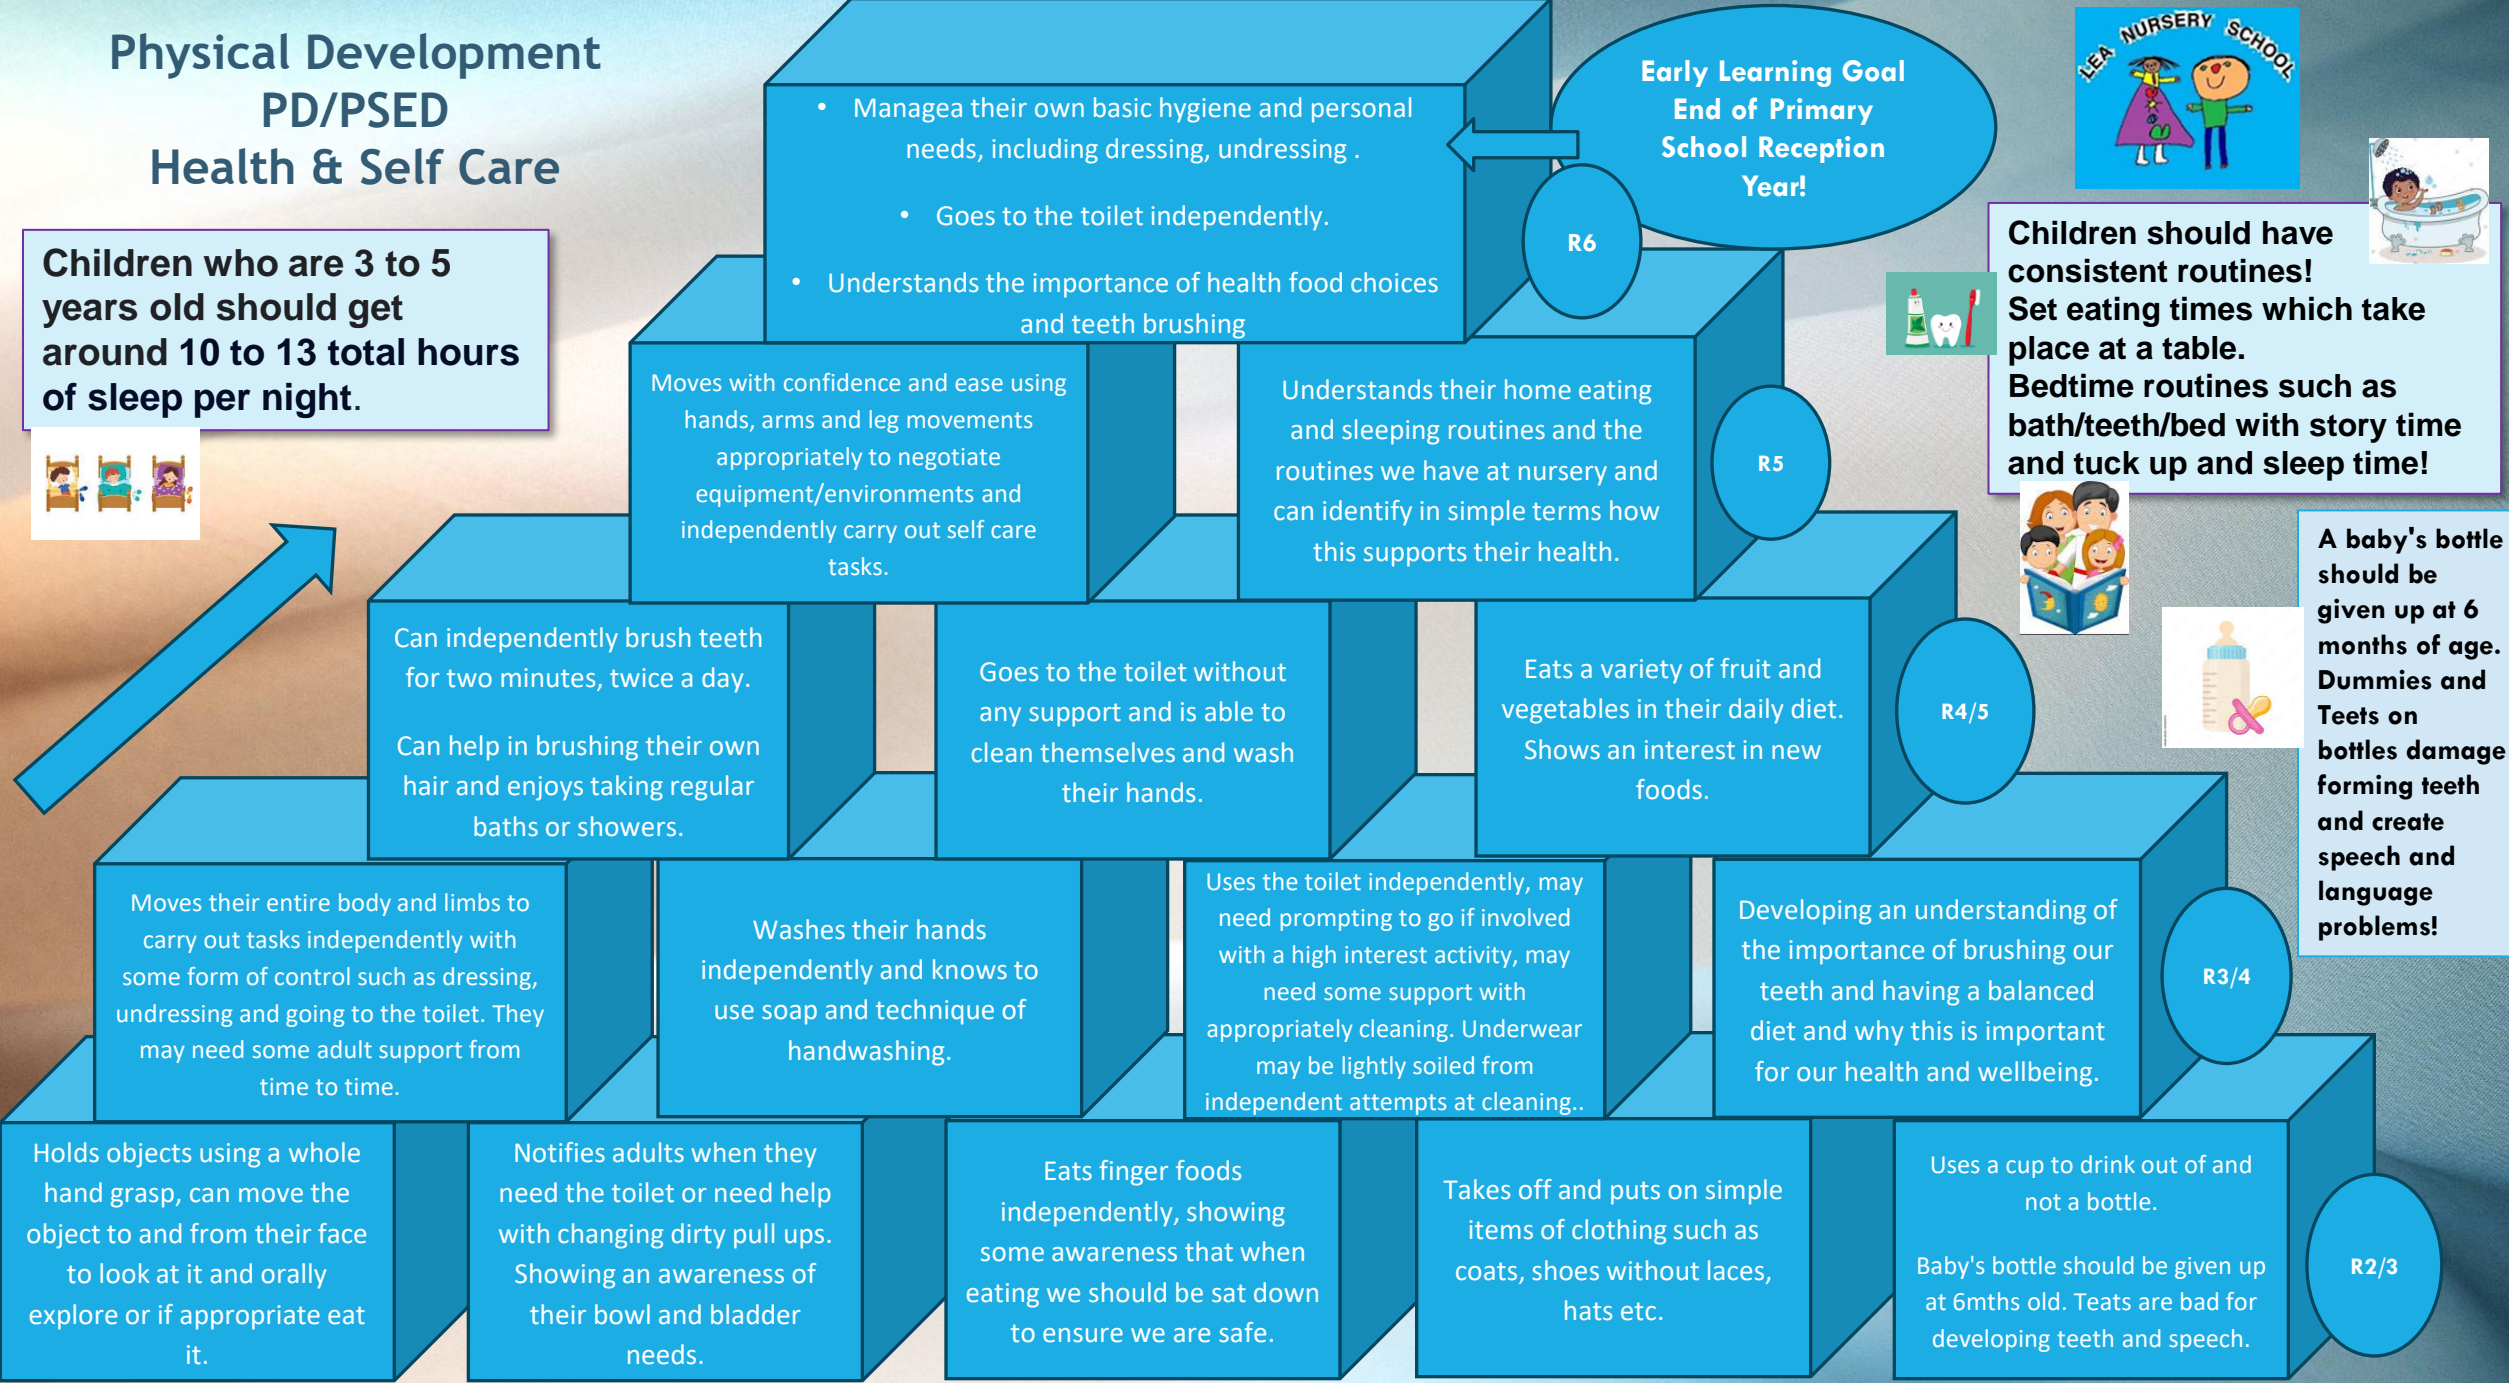 Physical Development
PD/PSED
Health & Self Care
Children who are 3 to 5
years old should get
around 10 to 13 total hours
of sleep per night.
• Managea their own basic hygiene and personal
needs, including dressing, undressing .
• Goes to the toilet independently.
• Understands the importance of health food choices
and teeth brushing
Early Learning Goal
End of Primary
School Reception
Year!
R6
LEA NURSERY SCHOOL
Children should have
consistent routines!
Set eating times which take
place at a table.
Bedtime routines such as
bath/teeth/bed with story time
and tuck up and sleep time!
A baby's bottle
should be
given up at 6
months of age.
Dummies and
Teets on
bottles damage
forming teeth
and create
speech and
language
problems!
Moves with confidence and ease using
hands, arms and leg movements
appropriately to negotiate
equipment/environments and
independently carry out self care
tasks.
Understands their home eating
and sleeping routines and the
routines we have at nursery and
can identify in simple terms how
this supports their health.
R5
Can independently brush teeth
for two minutes, twice a day.
Can help in brushing their own
hair and enjoys taking regular
baths or showers.
Goes to the toilet without
any support and is able to
clean themselves and wash
their hands.
Eats a variety of fruit and
vegetables in their daily diet.
Shows an interest in new
foods.
R4/5
Moves their entire body and limbs to
carry out tasks independently with
some form of control such as dressing,
undressing and going to the toilet. They
may need some adult support from
time to time.
Washes their hands
independently and knows to
use soap and technique of
handwashing.
Uses the toilet independently, may
need prompting to go if involved
with a high interest activity, may
need some support with
appropriately cleaning. Underwear
may be lightly soiled from
independent attempts at cleaning..
Developing an understanding of
the importance of brushing our
teeth and having a balanced
diet and why this is important
for our health and wellbeing.
R3/4
Holds objects using a whole
hand grasp, can move the
object to and from their face
to look at it and orally
explore or if appropriate eat
it.
Notifies adults when they
need the toilet or need help
with changing dirty pull ups.
Showing an awareness of
their bowl and bladder
needs.
Eats finger foods
independently, showing
some awareness that when
eating we should be sat down
to ensure we are safe.
Takes off and puts on simple
items of clothing such as
coats, shoes without laces,
hats etc.
Uses a cup to drink out of and
not a bottle.
Baby's bottle should be given up
at 6mths old. Teats are bad for
developing teeth and speech.
R2/3